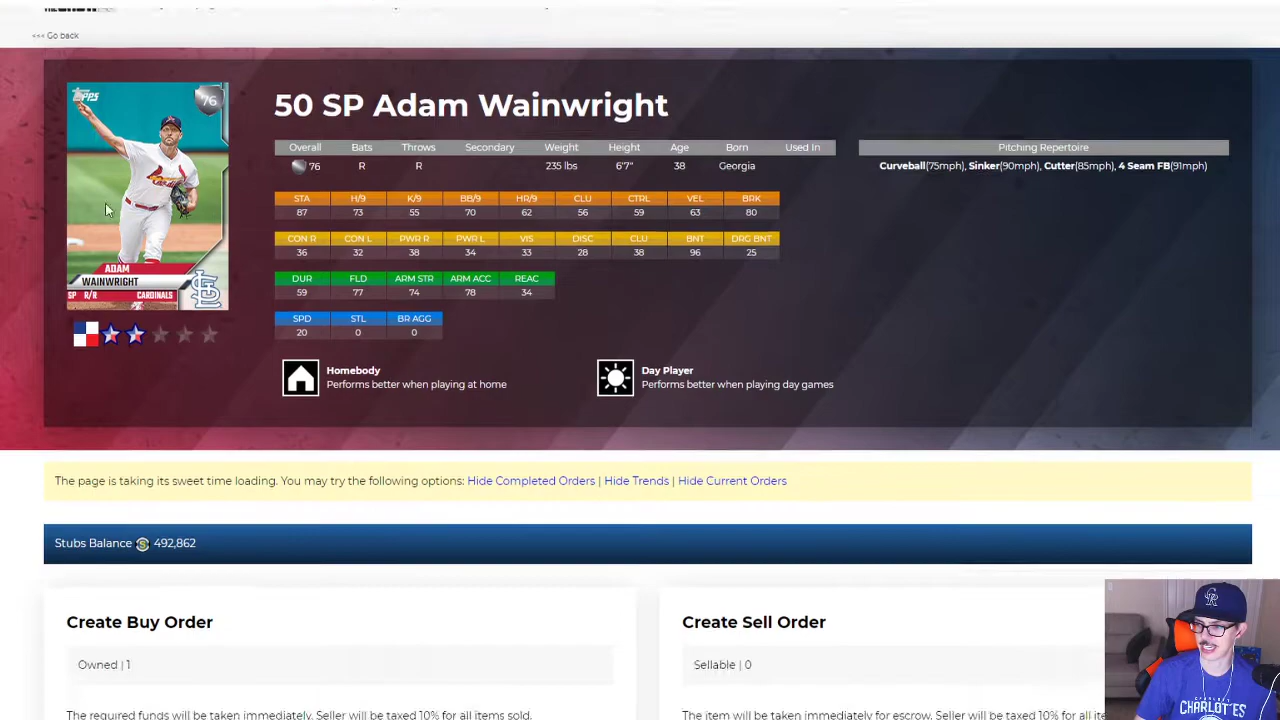 <<< Go back
50 SP Adam Wainwright
Topps
76
Overall Bats Throws Secondary Weight Height Age Born Used In
76 R R 235 lbs 6'7" 38 Georgia
Pitching Repertoire
Curveball(75mph), Sinker(90mph), Cutter(85mph), 4 Seam FB(91mph)
STA H/9 K/9 BB/9 HR/9 CLU CTRL VEL BRK
87 73 55 70 62 56 59 63 80
CON R CON L PWR R PWR L VIS DISC CLU BNT DRG BNT
36 32 38 34 33 28 38 96 25
DUR FLD ARM STR ARM ACC REAC
59 77 74 78 34
SPD STL BR AGG
20 0 0
Cardinals
ADAM
WAINWRIGHT
SP R/R CARDINALS
STL
Homebody
Performs better when playing at home
Day Player
Performs better when playing day games
The page is taking its sweet time loading. You may try the following options: Hide Completed Orders | Hide Trends | Hide Current Orders
Stubs Balance S 492,862
Create Buy Order
Owned | 1
The required funds will be taken immediately. Seller will be taxed 10% for all items sold.
Create Sell Order
Sellable | 0
The item will be taken immediately for escrow. Seller will be taxed 10% for all
CR
CHARLOTTES